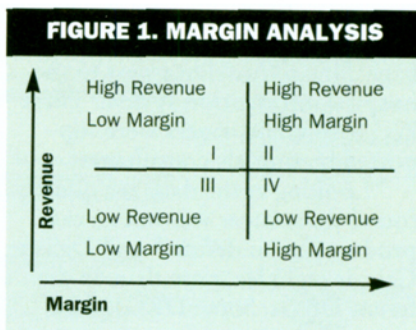 FIGURE 1. MARGIN ANALYSIS
High Revenue
Low Margin
I
High Revenue
High Margin
II
III
Low Revenue
Low Margin
IV
Low Revenue
High Margin
Revenue
Margin